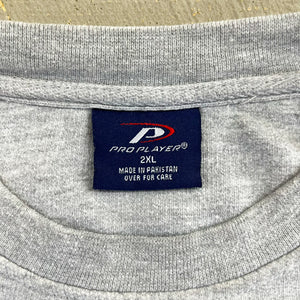 P
PRO PLAYER®
2XL
MADE IN PAKISTAN
OVER FOR CARE